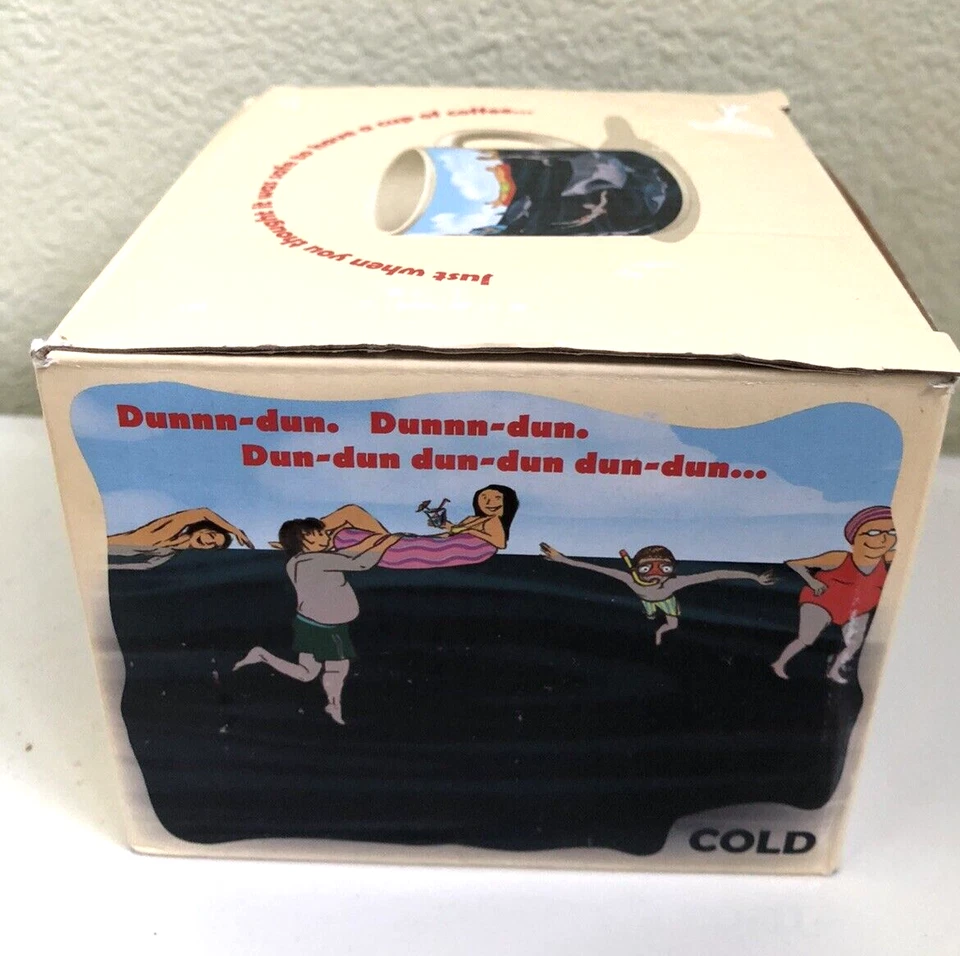 Just when you thought it was safe to have a cup of coffee...
Dunnn-dun. Dunnn-dun.
Dun-dun dun-dun dun-dun...
COLD